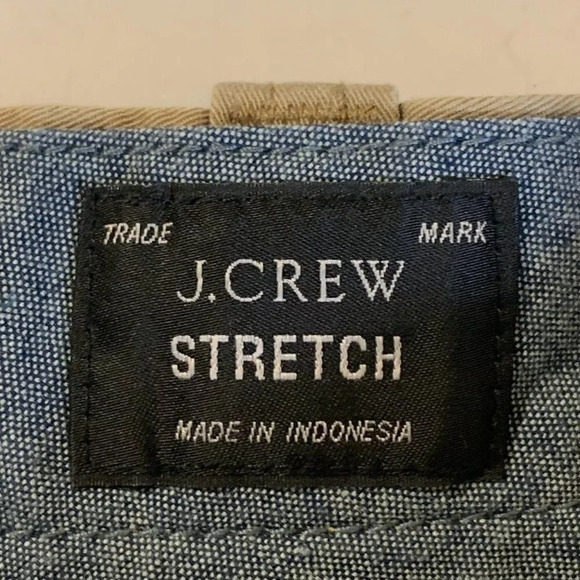 TRADE MARK
J.CREW
STRETCH
MADE IN INDONESIA